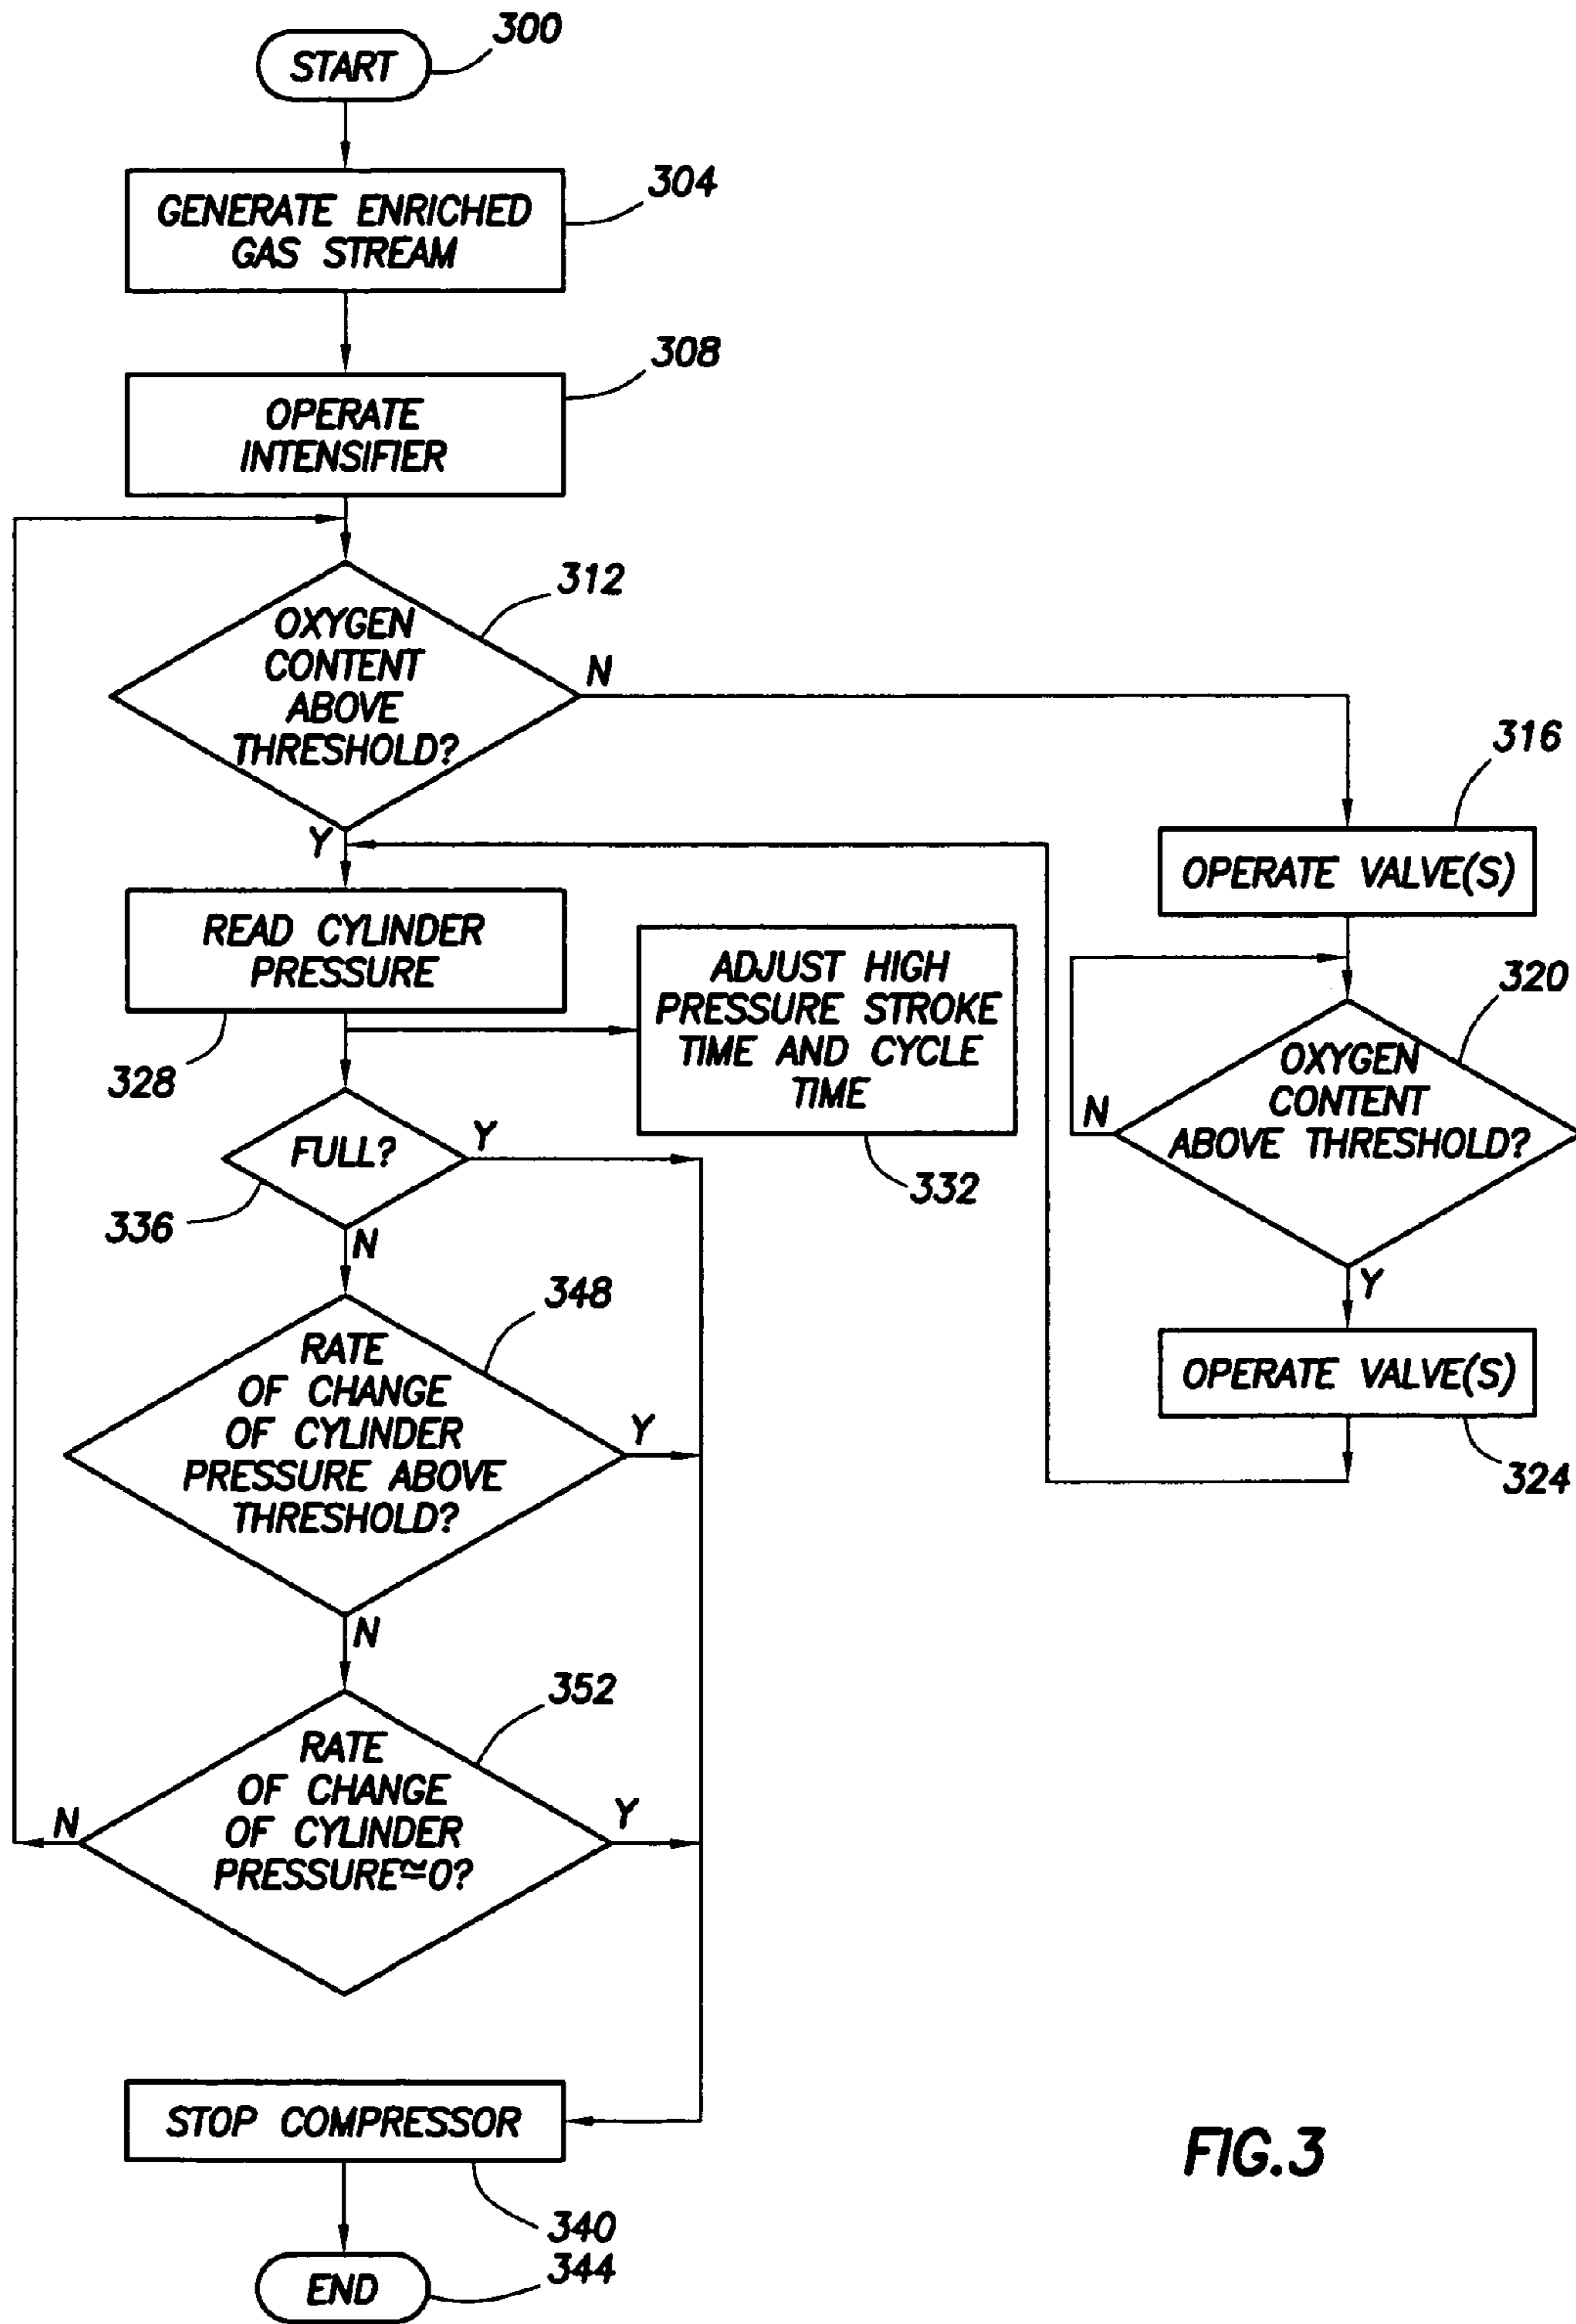 START
300
GENERATE ENRICHED
GAS STREAM
304
OPERATE
INTENSIFIER
308
OXYGEN
CONTENT
ABOVE
THRESHOLD?
312
N
Y
316
OPERATE VALVE(S)
READ CYLINDER
PRESSURE
328
ADJUST HIGH
PRESSURE STROKE
TIME AND CYCLE
TIME
332
320
OXYGEN
CONTENT
ABOVE THRESHOLD?
N
Y
OPERATE VALVE(S)
324
FULL?
Y
336
N
348
RATE
OF CHANGE
OF CYLINDER
PRESSURE ABOVE
THRESHOLD?
Y
N
352
RATE
OF CHANGE
OF CYLINDER
PRESSURE≃0?
N
Y
STOP COMPRESSOR
340
END
344
FIG.3